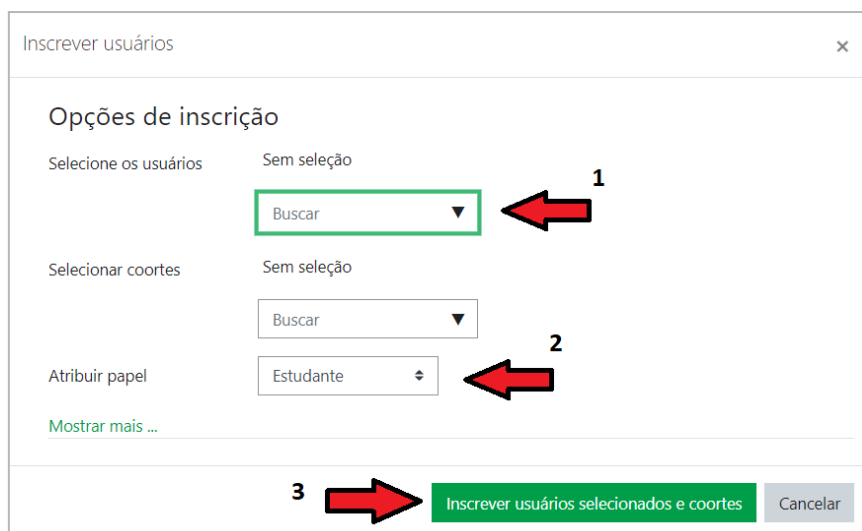 Inscrever usuários ×
Opções de inscrição
Selecione os usuários Sem seleção
1
Buscar ▼
Selecionar coortes Sem seleção
Buscar ▼
2
Atribuir papel Estudante
Mostrar mais ...
3 Inscrever usuários selecionados e coortes Cancelar